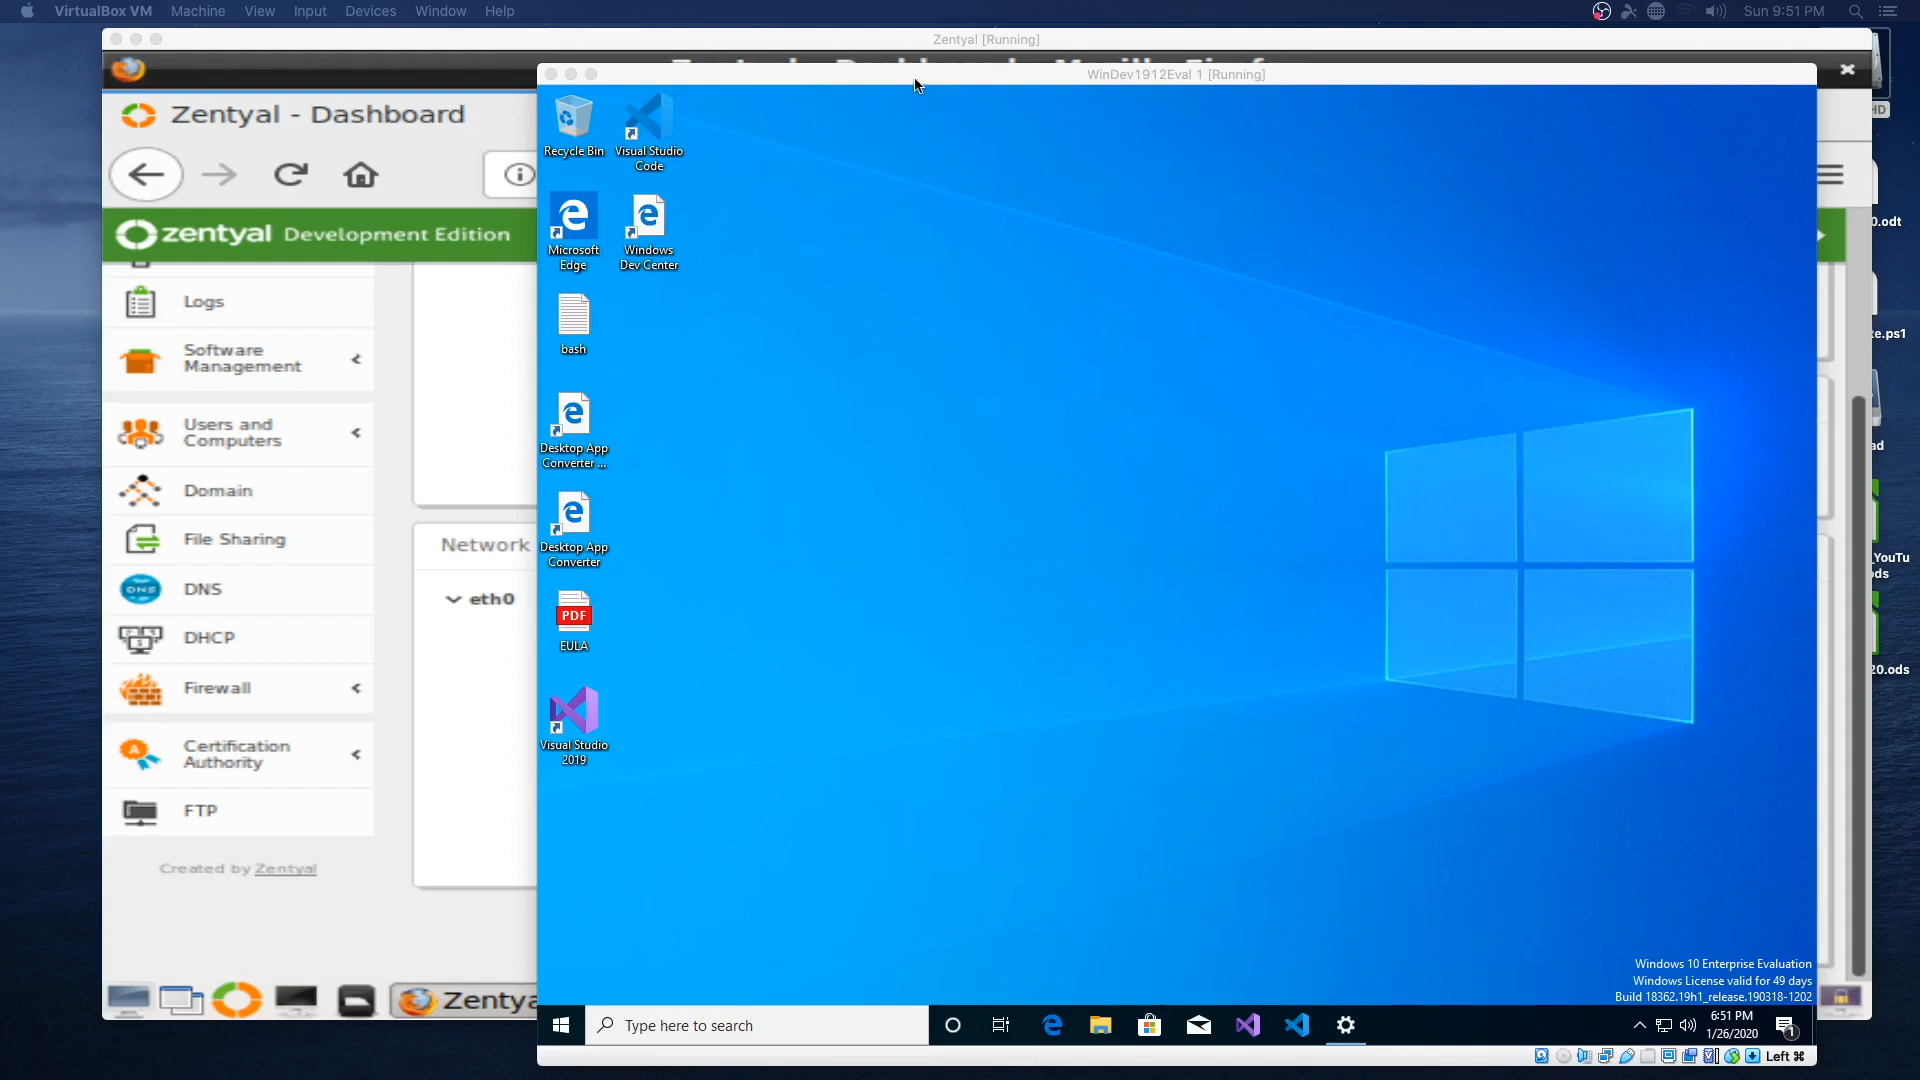 VirtualBox VM Machine View Input Devices Window Help
Sun 9:51 PM
Zentyal [Running]
WinDev1912Eval 1 [Running]
Zentyal - Dashboard
zentyal Development Edition
Logs
Software
Management
Users and
Computers
Domain
File Sharing
DNS
DHCP
Firewall
Certification
Authority
FTP
Created by Zentyal
Network
eth0
Zentya
Recycle Bin
Visual Studio
Code
Microsoft
Edge
Windows
Dev Center
bash
Desktop App
Converter ...
Desktop App
Converter
PDF
EULA
Visual Studio
2019
HD
0.odt
e.ps1
ad
_YouTu
ds
20.ods
Windows 10 Enterprise Evaluation
Windows License valid for 49 days
Build 18362.19h1_release.190318-1202
Type here to search
6:51 PM
1/26/2020
1
Left ⌘